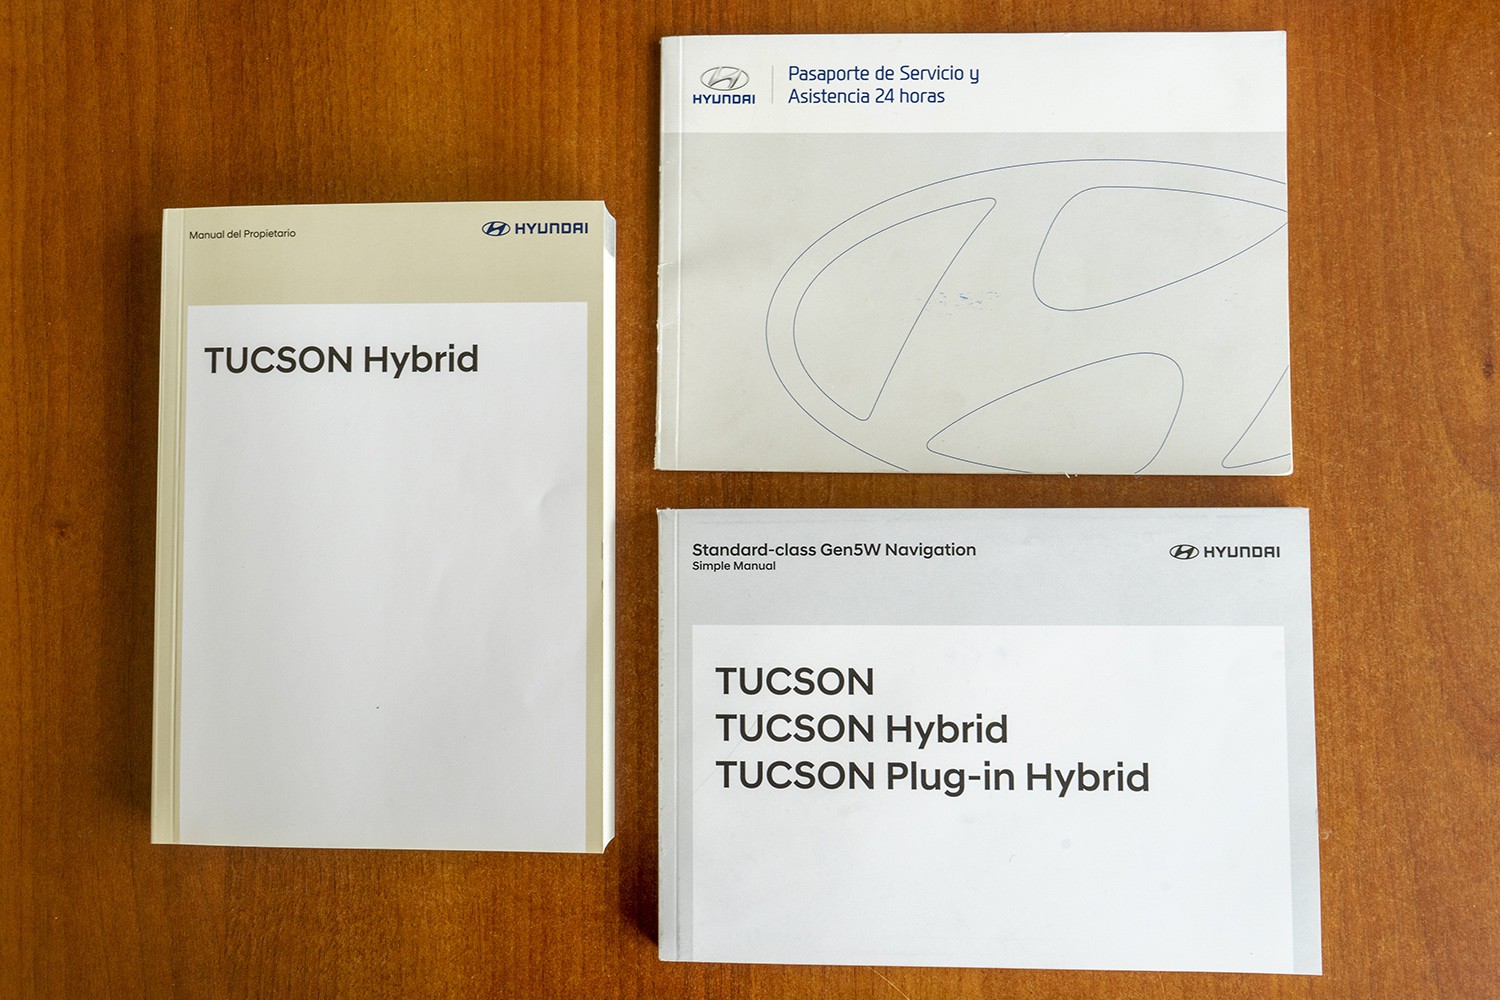 Manual del Propietario
HYUNDAI
TUCSON Hybrid
HYUNDAI
Pasaporte de Servicio y
Asistencia 24 horas
Standard-class Gen5W Navigation
Simple Manual
HYUNDAI
TUCSON
TUCSON Hybrid
TUCSON Plug-in Hybrid